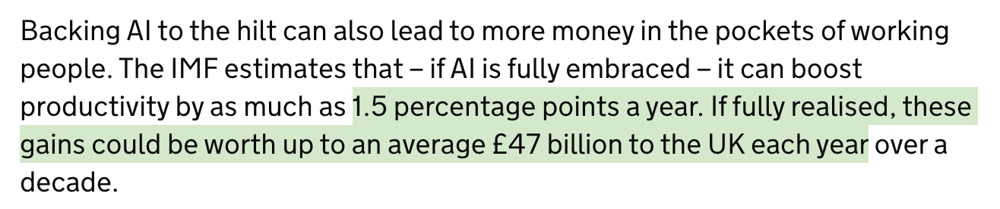 Backing AI to the hilt can also lead to more money in the pockets of working
people. The IMF estimates that – if AI is fully embraced – it can boost
productivity by as much as 1.5 percentage points a year. If fully realised, these
gains could be worth up to an average £47 billion to the UK each year over a
decade.